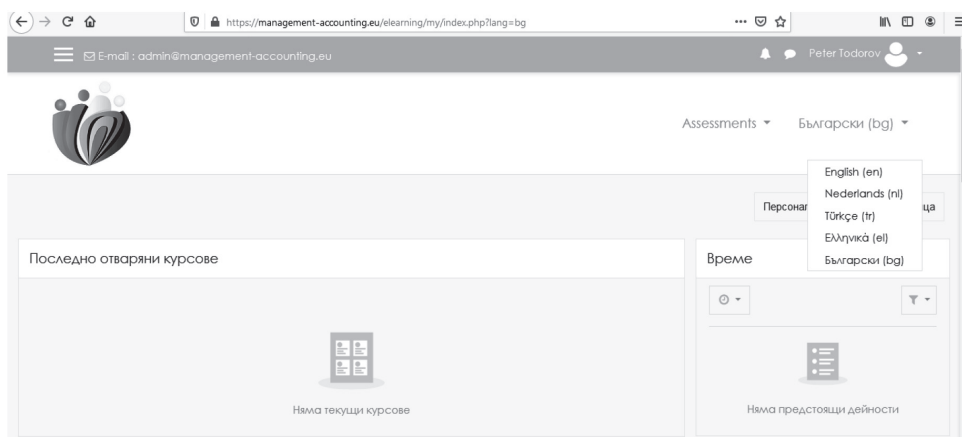 https://management-accounting.eu/elearning/my/index.php?lang=bg
E-mail : admin@management-accounting.eu
Peter Todorov
Assessments
Български (bg)
English (en)
Nederlands (nl)
Türkçe (tr)
Ελληνικά (el)
Български (bg)
Последно отваряни курсове
Време
Няма текущи курсове
Няма предстоящи дейности